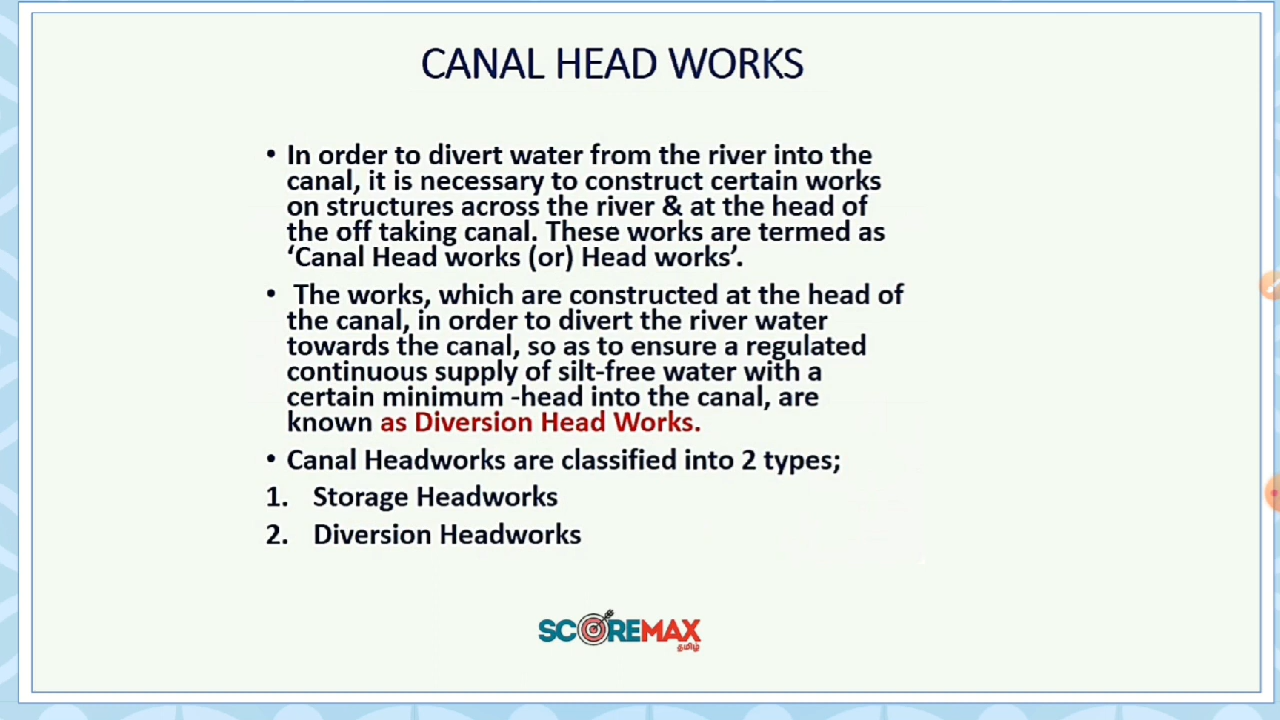 CANAL HEAD WORKS
• In order to divert water from the river into the
canal, it is necessary to construct certain works
on structures across the river & at the head of
the off taking canal. These works are termed as
‘Canal Head works (or) Head works’.
• The works, which are constructed at the head of
the canal, in order to divert the river water
towards the canal, so as to ensure a regulated
continuous supply of silt-free water with a
certain minimum -head into the canal, are
known as Diversion Head Works.
• Canal Headworks are classified into 2 types;
1. Storage Headworks
2. Diversion Headworks
SCOREMAX
தமிழ்